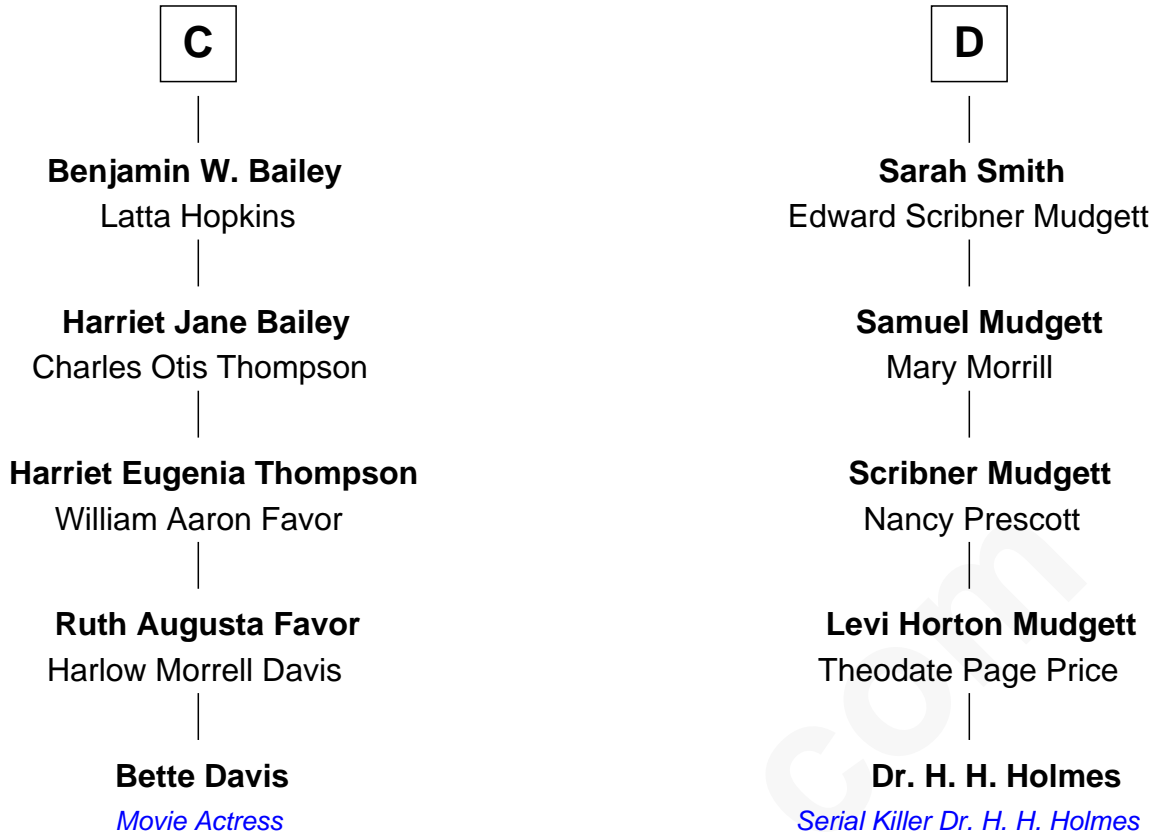 C
Benjamin W. Bailey
Latta Hopkins
Harriet Jane Bailey
Charles Otis Thompson
Harriet Eugenia Thompson
William Aaron Favor
Ruth Augusta Favor
Harlow Morrell Davis
Bette Davis
Movie Actress
D
Sarah Smith
Edward Scribner Mudgett
Samuel Mudgett
Mary Morrill
Scribner Mudgett
Nancy Prescott
Levi Horton Mudgett
Theodate Page Price
Dr. H. H. Holmes
Serial Killer Dr. H. H. Holmes
com